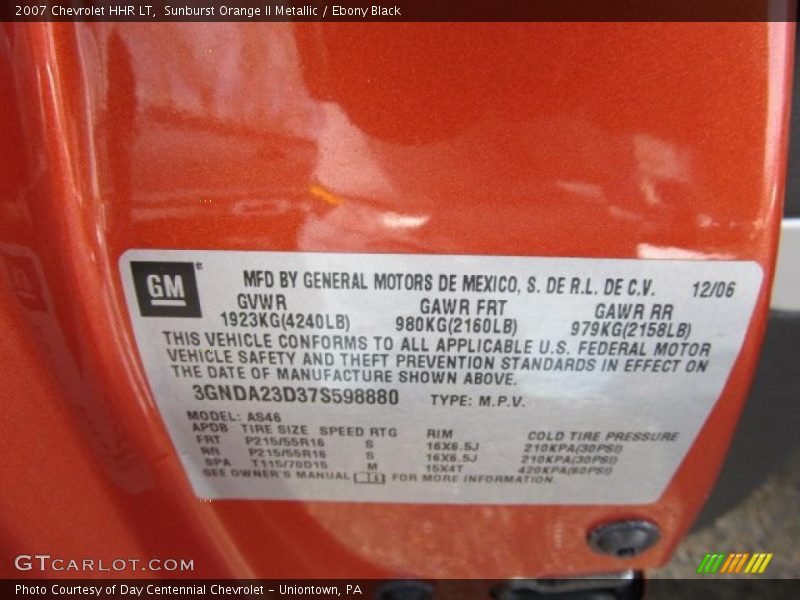 2007 Chevrolet HHR LT,  Sunburst Orange II Metallic / Ebony Black
GM®
MFD BY GENERAL MOTORS DE MEXICO, S. DE R.L. DE C.V. 12/06
GVWR GAWR FRT GAWR RR
1923KG(4240LB) 980KG(2160LB) 979KG(2158LB)
THIS VEHICLE CONFORMS TO ALL APPLICABLE U.S. FEDERAL MOTOR
VEHICLE SAFETY AND THEFT PREVENTION STANDARDS IN EFFECT ON
THE DATE OF MANUFACTURE SHOWN ABOVE.
3GNDA23D37S598880 TYPE: M.P.V.
MODEL: AS46
APDB TIRE SIZE SPEED RTG RIM COLD TIRE PRESSURE
FRT P215/55R16 S 16X6.5J 210KPA(30PSI)
RR P215/55R16 S 16X6.5J 210KPA(30PSI)
SPA T115/70D15 M 15X4T 420KPA(60PSI)
SEE OWNER'S MANUAL FOR MORE INFORMATION.
GTCARLOT.COM
Photo Courtesy of Day Centennial Chevrolet - Uniontown, PA